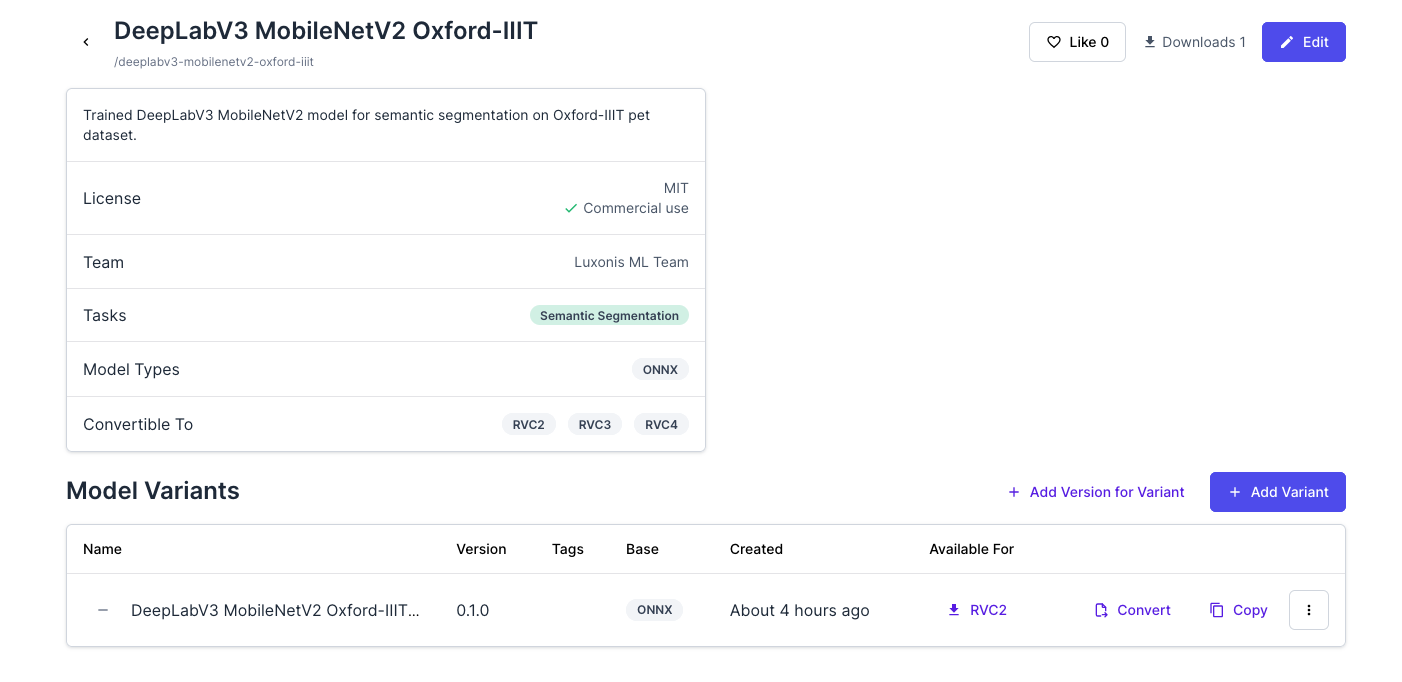 DeepLabV3 MobileNetV2 Oxford-IIIT
/deeplabv3-mobilenetv2-oxford-iiit
Like 0
Downloads 1
Edit
Trained DeepLabV3 MobileNetV2 model for semantic segmentation on Oxford-IIIT pet
dataset.
License
MIT
Commercial use
Team
Luxonis ML Team
Tasks
Semantic Segmentation
Model Types
ONNX
Convertible To
RVC2 RVC3 RVC4
Model Variants
+ Add Version for Variant
+ Add Variant
Name Version Tags Base Created Available For
– DeepLabV3 MobileNetV2 Oxford-IIIT... 0.1.0 ONNX About 4 hours ago RVC2 Convert Copy